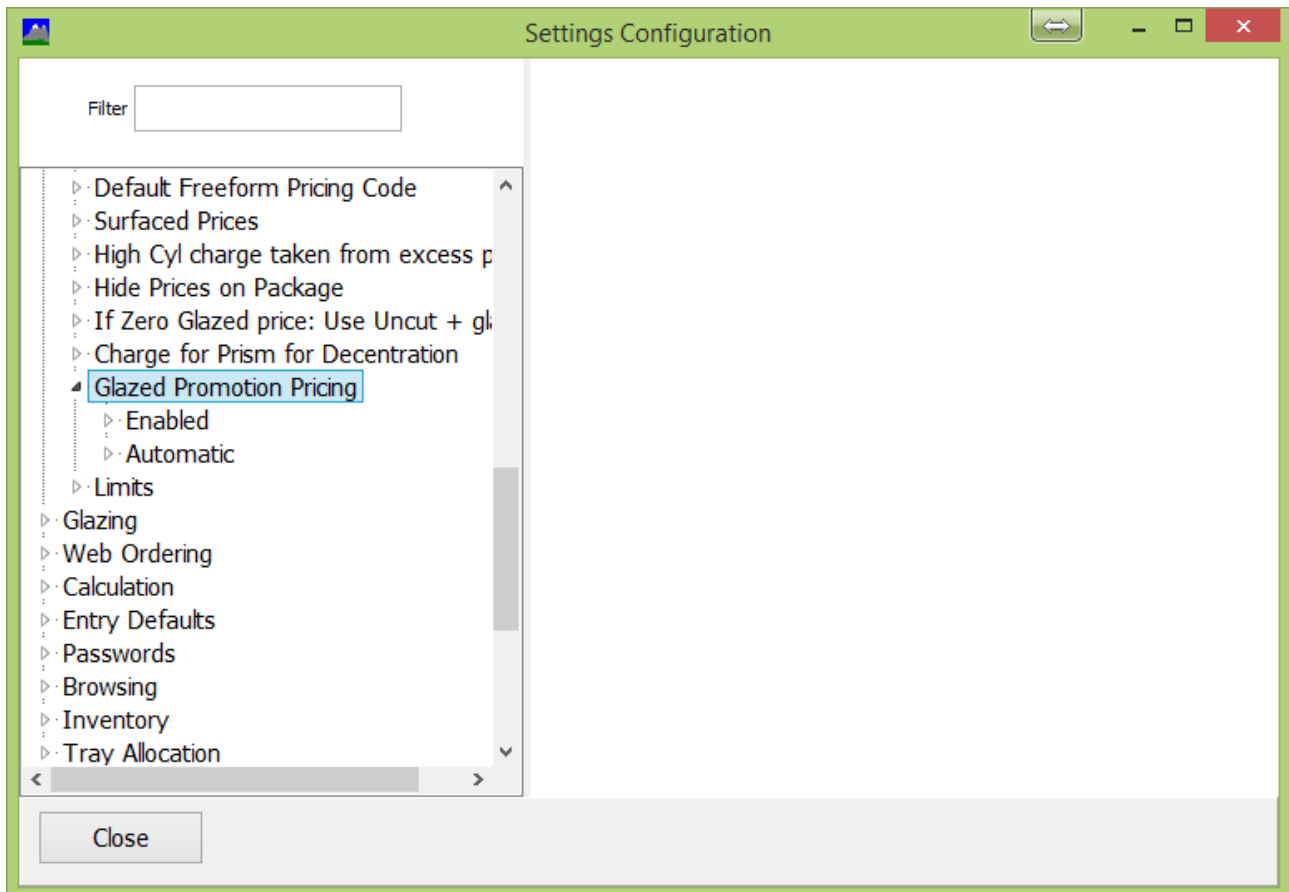 Settings Configuration
Filter
Default Freeform Pricing Code
Surfaced Prices
High Cyl charge taken from excess p
Hide Prices on Package
If Zero Glazed price: Use Uncut + gl
Charge for Prism for Decentration
Glazed Promotion Pricing
Enabled
Automatic
Limits
Glazing
Web Ordering
Calculation
Entry Defaults
Passwords
Browsing
Inventory
Tray Allocation
Close